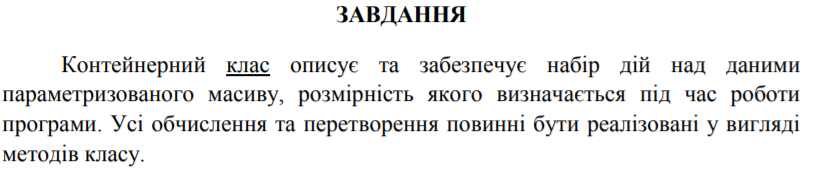 ЗАВДАННЯ
Контейнерний клас описує та забезпечує набір дій над даними
параметризованого масиву, розмірність якого визначається під час роботи
програми. Усі обчислення та перетворення повинні бути реалізовані у вигляді
методів класу.